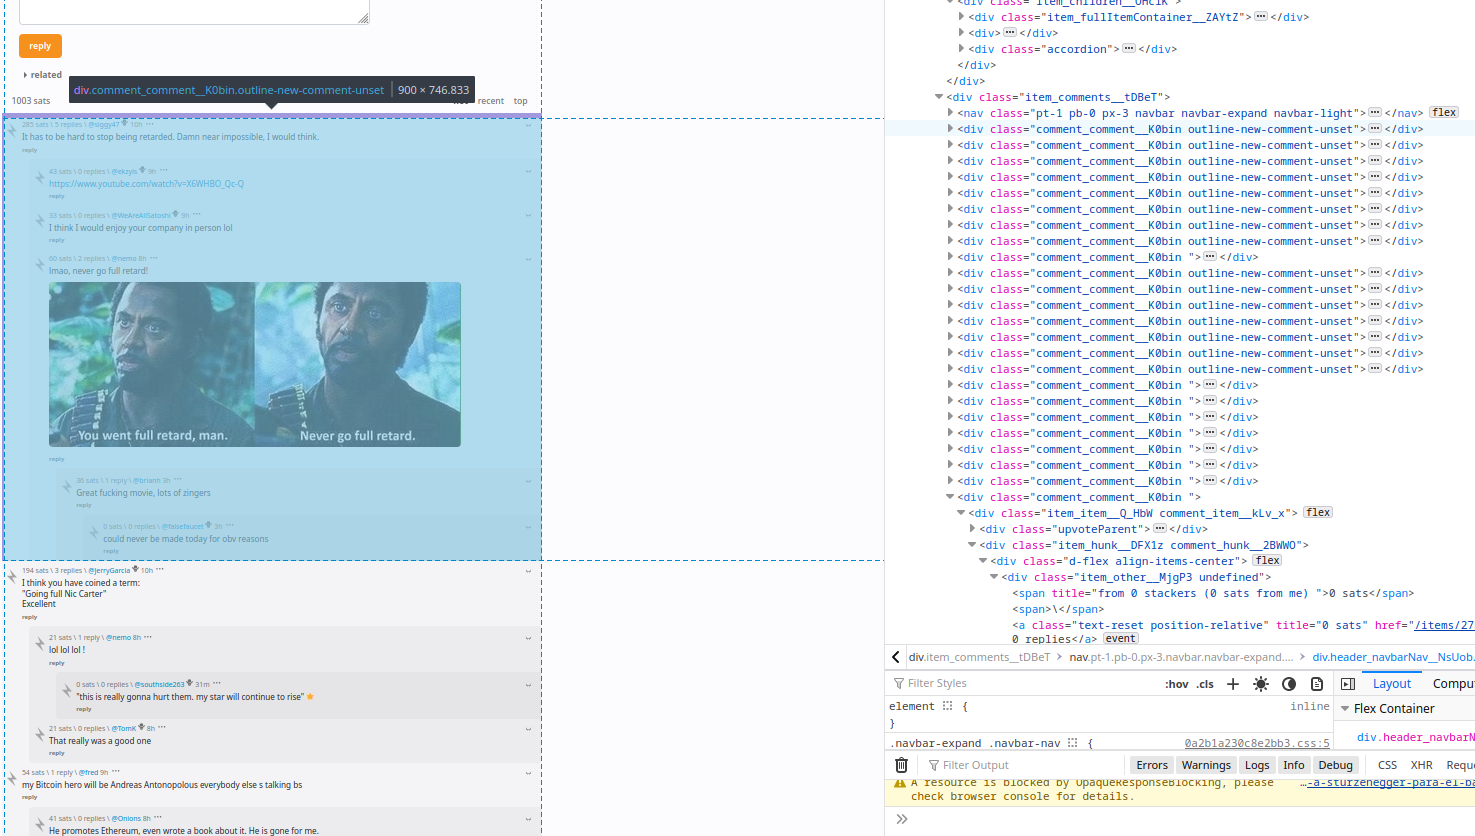 reply
related
div.comment_comment__K0bin.outline-new-comment-unset 900 × 746.833
1003 sats recent top
285 sats \ 5 replies \ @siggy47 10h
It has to be hard to stop being retarded. Damn near impossible, I would think.
reply
43 sats \ 0 replies \ @ekzyis 9h
https://www.youtube.com/watch?v=X6WHBO_Qc-Q
reply
33 sats \ 0 replies \ @WeAreAllSatoshi 9h
I think I would enjoy your company in person lol
reply
60 sats \ 2 replies \ @nemo 8h
lmao, never go full retard!
You went full retard, man. Never go full retard.
reply
36 sats \ 1 reply \ @brianh 3h
Great fucking movie, lots of zingers
reply
0 sats \ 0 replies \ @falsefaucet 3h
could never be made today for obv reasons
reply
194 sats \ 3 replies \ @JerryGarcia 10h
I think you have coined a term:
"Going full Nic Carter"
Excellent
reply
21 sats \ 1 reply \ @nemo 8h
lol lol lol !
reply
0 sats \ 0 replies \ @southside263 31m
"this is really gonna hurt them. my star will continue to rise"
reply
21 sats \ 0 replies \ @TomK 8h
That really was a good one
reply
54 sats \ 1 reply \ @fred 9h
my Bitcoin hero will be Andreas Antonopolous everybody else s talking bs
reply
41 sats \ 0 replies \ @Onions 8h
He promotes Ethereum, even wrote a book about it. He is gone for me.
<div class="item_children__OHclK">
<div class="item_fullItemContainer__ZAYtZ"></div>
<div></div>
<div class="accordion"></div>
</div>
</div>
<div class="item_comments__tDBeT">
<nav class="pt-1 pb-0 px-3 navbar navbar-expand navbar-light"></nav> flex
<div class="comment_comment__K0bin outline-new-comment-unset"></div>
<div class="comment_comment__K0bin outline-new-comment-unset"></div>
<div class="comment_comment__K0bin outline-new-comment-unset"></div>
<div class="comment_comment__K0bin outline-new-comment-unset"></div>
<div class="comment_comment__K0bin outline-new-comment-unset"></div>
<div class="comment_comment__K0bin outline-new-comment-unset"></div>
<div class="comment_comment__K0bin outline-new-comment-unset"></div>
<div class="comment_comment__K0bin outline-new-comment-unset"></div>
<div class="comment_comment__K0bin "></div>
<div class="comment_comment__K0bin outline-new-comment-unset"></div>
<div class="comment_comment__K0bin outline-new-comment-unset"></div>
<div class="comment_comment__K0bin outline-new-comment-unset"></div>
<div class="comment_comment__K0bin outline-new-comment-unset"></div>
<div class="comment_comment__K0bin outline-new-comment-unset"></div>
<div class="comment_comment__K0bin outline-new-comment-unset"></div>
<div class="comment_comment__K0bin outline-new-comment-unset"></div>
<div class="comment_comment__K0bin "></div>
<div class="comment_comment__K0bin "></div>
<div class="comment_comment__K0bin "></div>
<div class="comment_comment__K0bin "></div>
<div class="comment_comment__K0bin "></div>
<div class="comment_comment__K0bin "></div>
<div class="comment_comment__K0bin "></div>
<div class="comment_comment__K0bin ">
<div class="item_item__Q_HbW comment_item__kLv_x"> flex
<div class="upvoteParent"></div>
<div class="item_hunk__DFX1z comment_hunk__2BWWO">
<div class="d-flex align-items-center"> flex
<div class="item_other__MjgP3 undefined">
<span title="from 0 stackers (0 sats from me) ">0 sats</span>
<span>\</span>
<a class="text-reset position-relative" title="0 sats" href="/items/27
0 replies</a> event
div.item_comments__tDBeT > nav.pt-1.pb-0.px-3.navbar.navbar-expand.... > div.header_navbarNav__NsUob.
Filter Styles :hov .cls + Layout Compu
element { inline
}
.navbar-expand .navbar-nav { 0a2b1a230c8e2bb3.css:5
Flex Container
div.header_navbarN
Filter Output Errors Warnings Logs Info Debug CSS XHR Reque
A resource is blocked by OpaqueResponseBlocking, please …-a-sturzenegger-para-el-ba
check browser console for details.